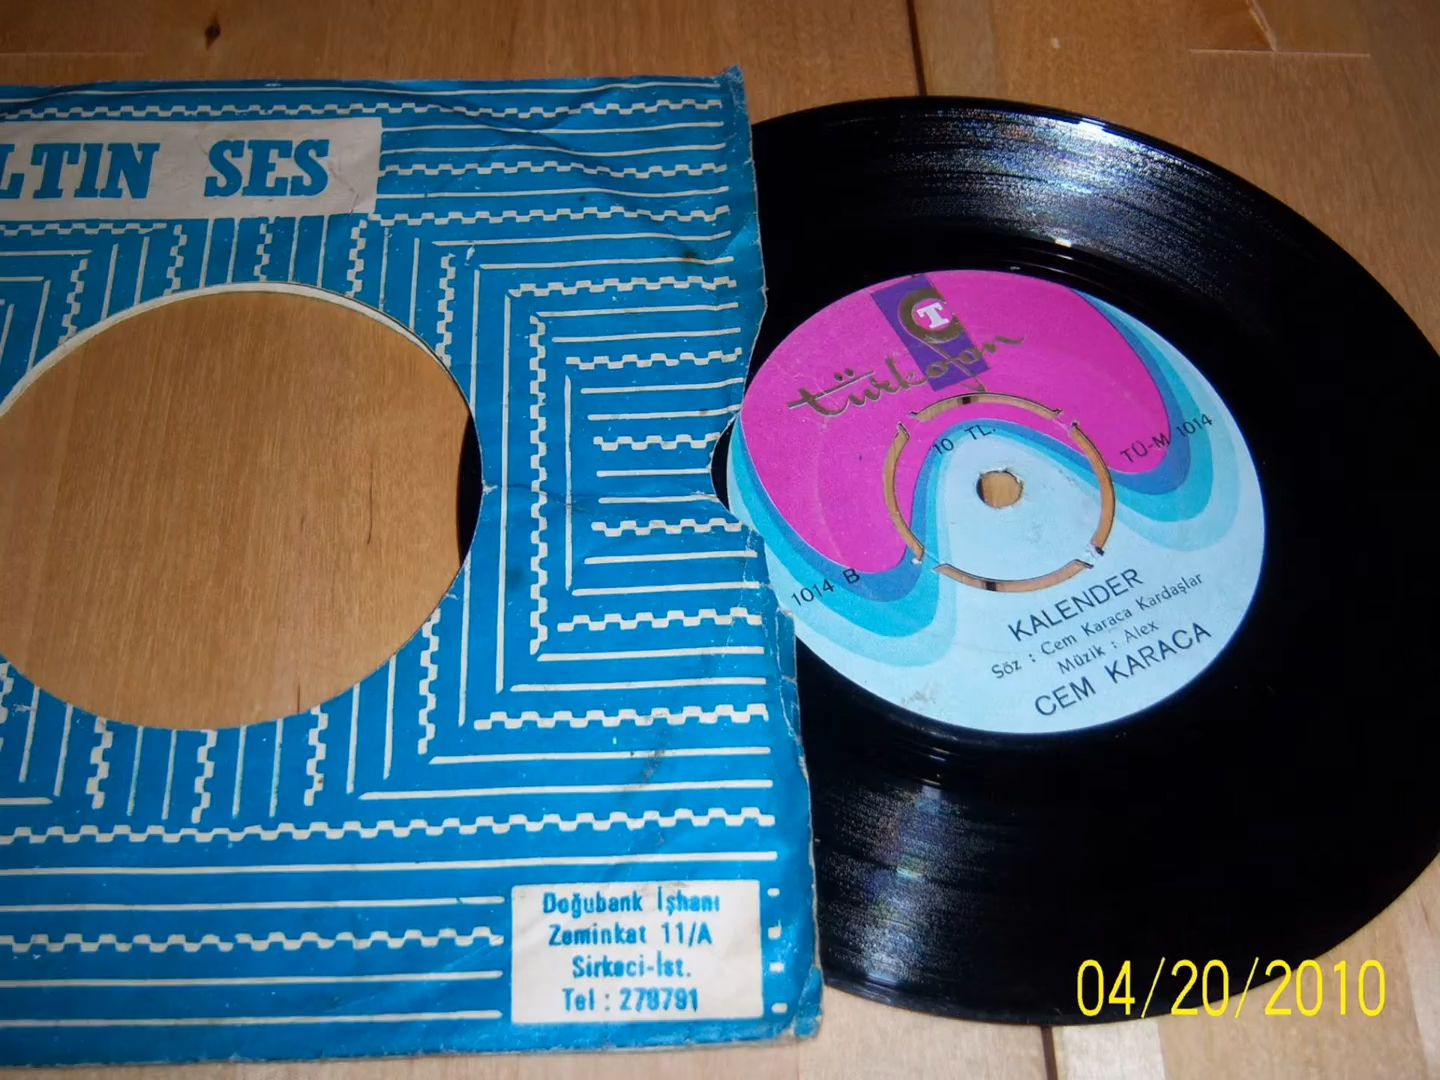 LTIN SES
T
türkofon
10 TL.
TÜ-M 1014
1014 B
KALENDER
Söz : Cem Karaca Kardaşlar
Müzik : Alex
CEM KARACA
Doğubank İşhanı
Zeminkat 11/A
Sirkeci-İst.
Tel : 278791
04/20/2010